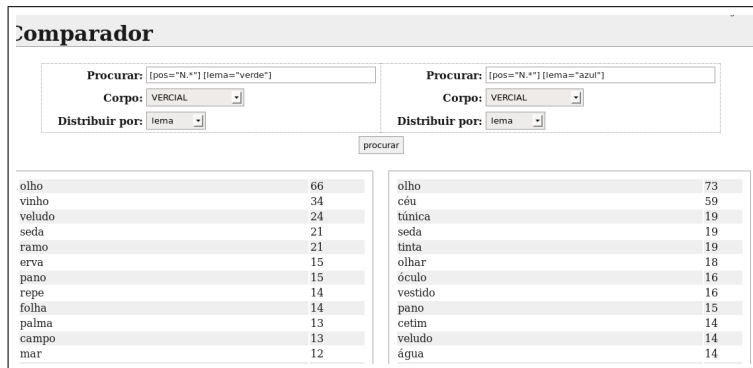 Comparador
Procurar: [pos="N.*"] [lema="verde"]
Corpo: VERCIAL
Distribuir por: lema
Procurar: [pos="N.*"] [lema="azul"]
Corpo: VERCIAL
Distribuir por: lema
procurar
olho 66
vinho 34
veludo 24
seda 21
ramo 21
erva 15
pano 15
repe 14
folha 14
palma 13
campo 13
mar 12
olho 73
céu 59
túnica 19
seda 19
tinta 19
olhar 18
óculo 16
vestido 16
pano 15
cetim 14
veludo 14
água 14